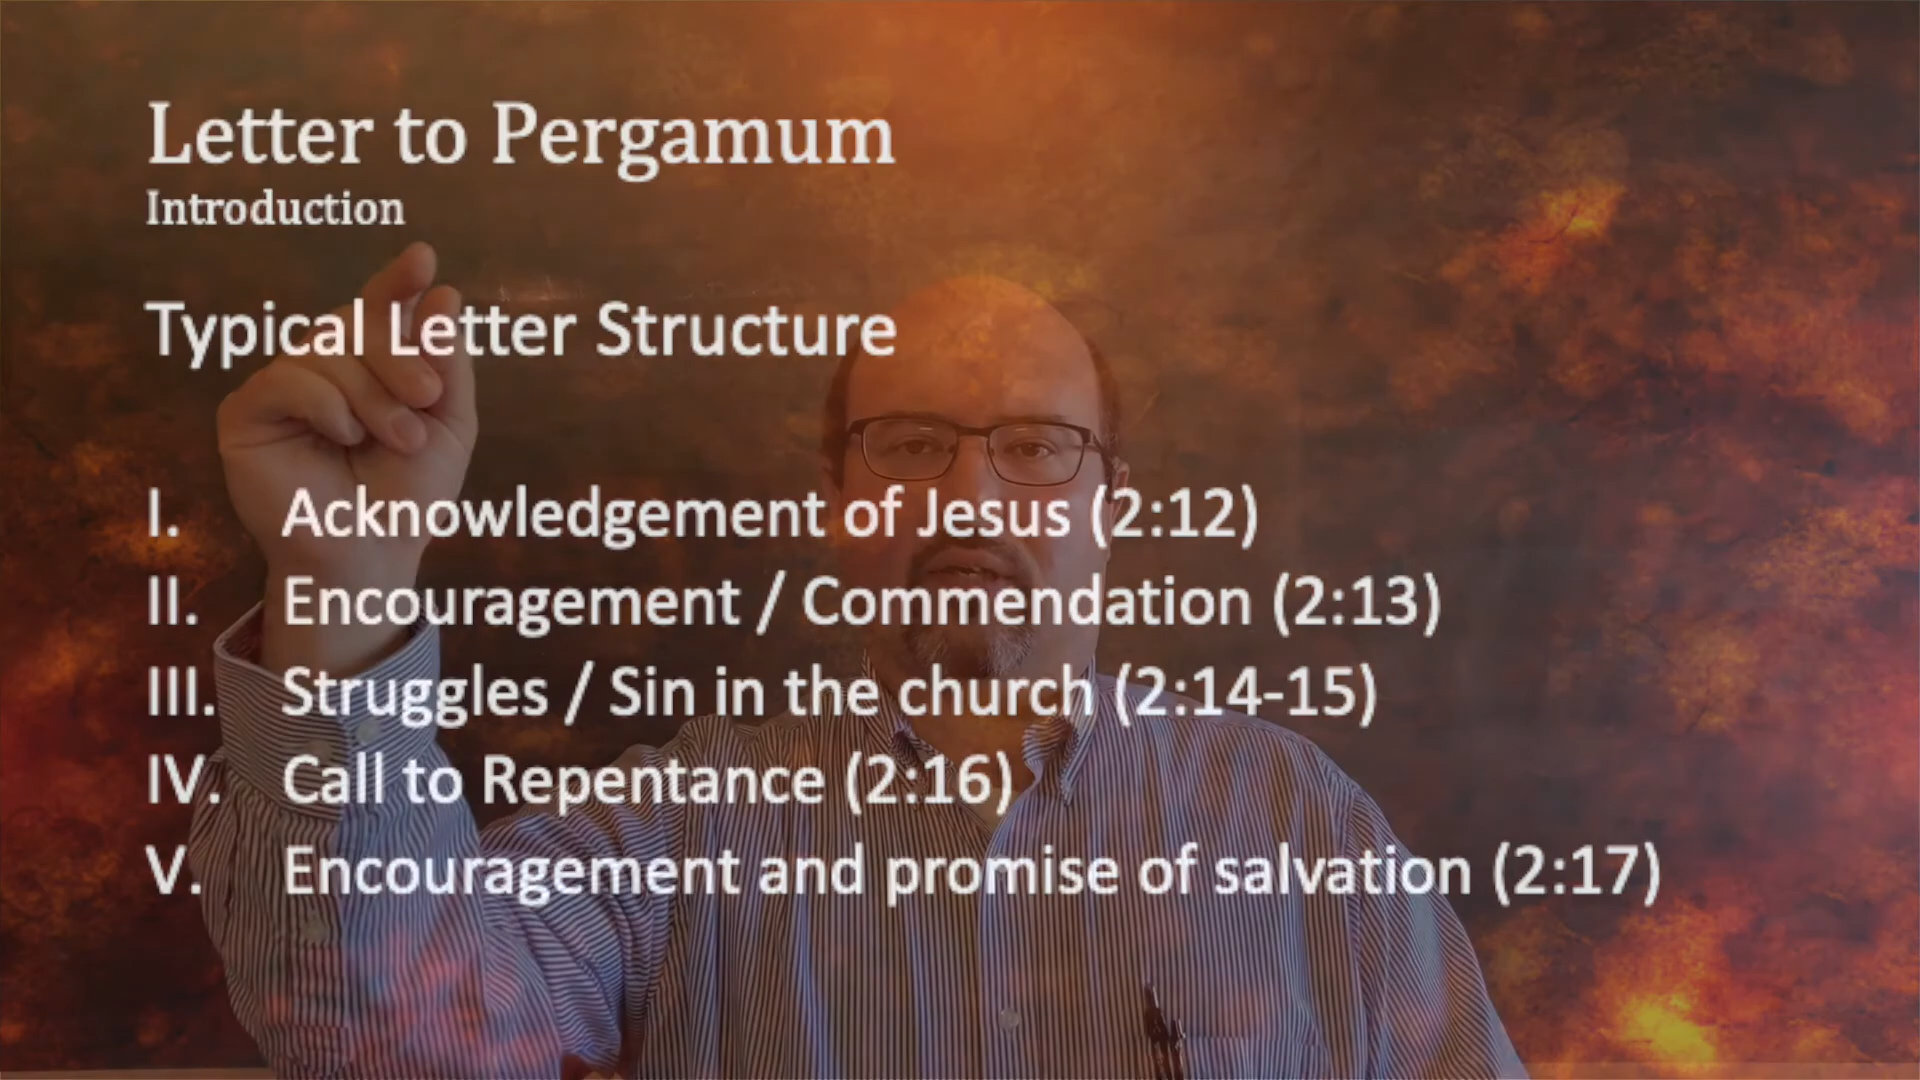 Letter to Pergamum
Introduction
Typical Letter Structure
I. Acknowledgement of Jesus (2:12)
II. Encouragement / Commendation (2:13)
III. Struggles / Sin in the church (2:14-15)
IV. Call to Repentance (2:16)
V. Encouragement and promise of salvation (2:17)